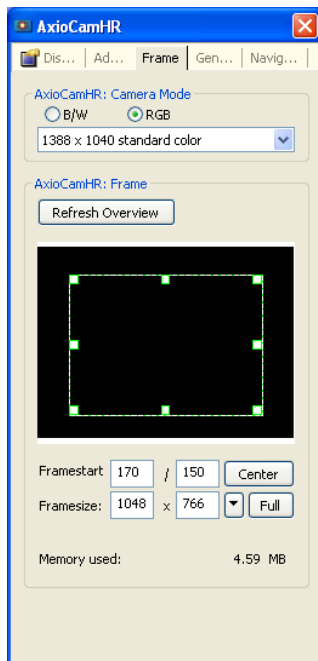 AxioCamHR
Dis... Ad... Frame Gen... Navig...
AxioCamHR: Camera Mode
B/W RGB
1388 x 1040 standard color
AxioCamHR: Frame
Refresh Overview
Framestart 170 / 150 Center
Framesize: 1048 x 766 Full
Memory used: 4.59 MB